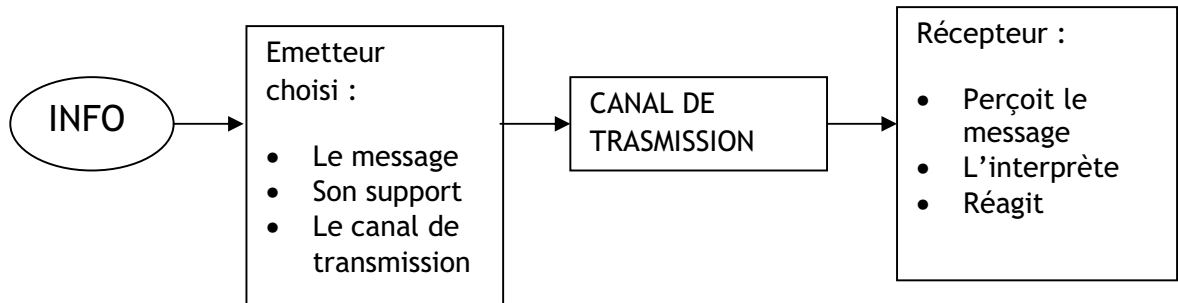 INFO
Emetteur
choisi :
• Le message
• Son support
• Le canal de
transmission
CANAL DE
TRASMISSION
Récepteur :
• Perçoit le
message
• L'interprète
• Réagit